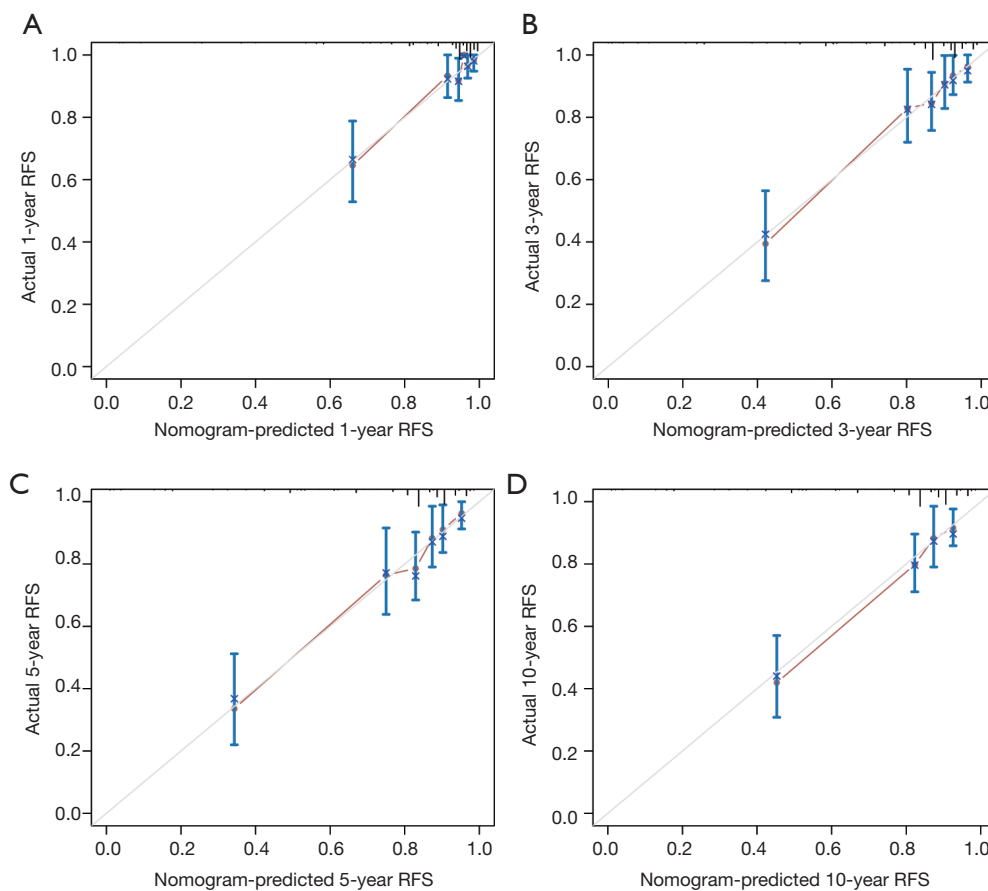 A
Actual 1-year RFS
1.0
0.8
0.6
0.4
0.2
0.0
0.0 0.2 0.4 0.6 0.8 1.0
Nomogram-predicted 1-year RFS
B
Actual 3-year RFS
1.0
0.8
0.6
0.4
0.2
0.0
0.0 0.2 0.4 0.6 0.8 1.0
Nomogram-predicted 3-year RFS
C
Actual 5-year RFS
1.0
0.8
0.6
0.4
0.2
0.0
0.0 0.2 0.4 0.6 0.8 1.0
Nomogram-predicted 5-year RFS
D
Actual 10-year RFS
1.0
0.8
0.6
0.4
0.2
0.0
0.0 0.2 0.4 0.6 0.8 1.0
Nomogram-predicted 10-year RFS